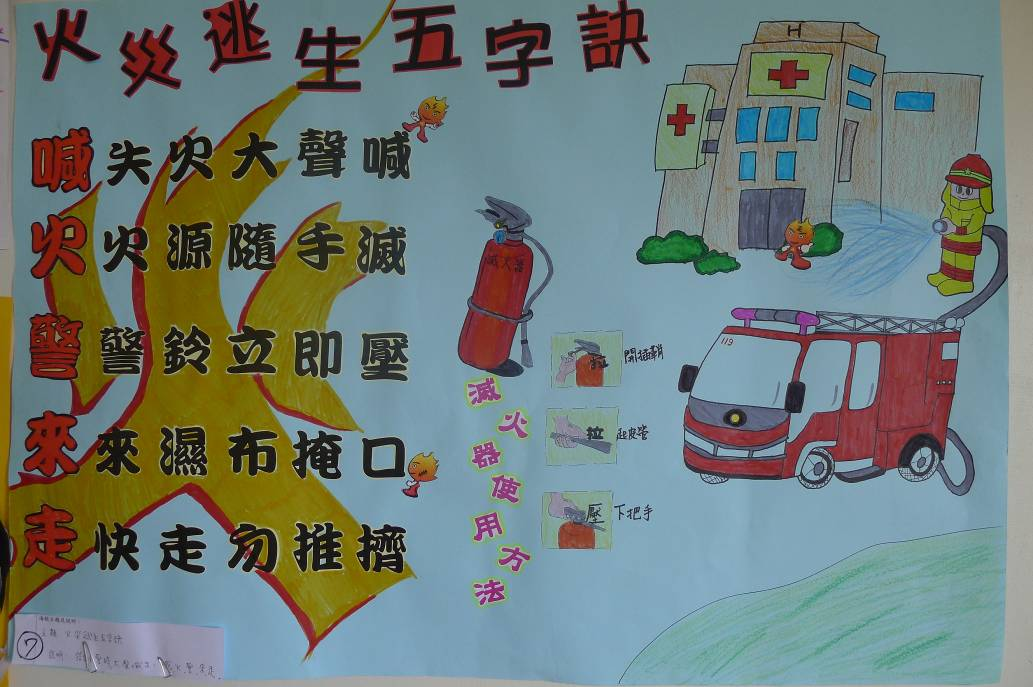 火災逃生五字訣
喊 失火大聲喊
火 火源隨手滅
警 警鈴立即壓
來 來濕布掩口
走 快走勿推擠
滅火器
滅火器使用方法
拉 開插鞘
拉 起皮管
壓 下把手
H
119
7
主題